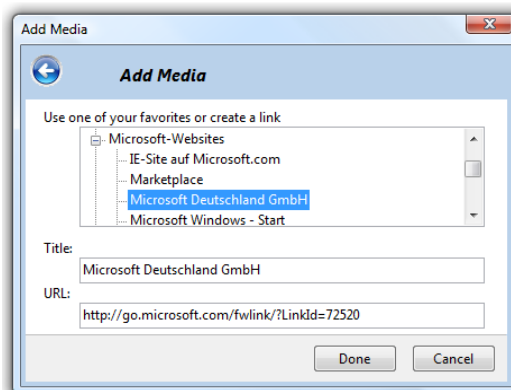 Add Media
Add Media
Use one of your favorites or create a link
Microsoft-Websites
IE-Site auf Microsoft.com
Marketplace
Microsoft Deutschland GmbH
Microsoft Windows - Start
Title:
Microsoft Deutschland GmbH
URL:
http://go.microsoft.com/fwlink/?LinkId=72520
Done Cancel